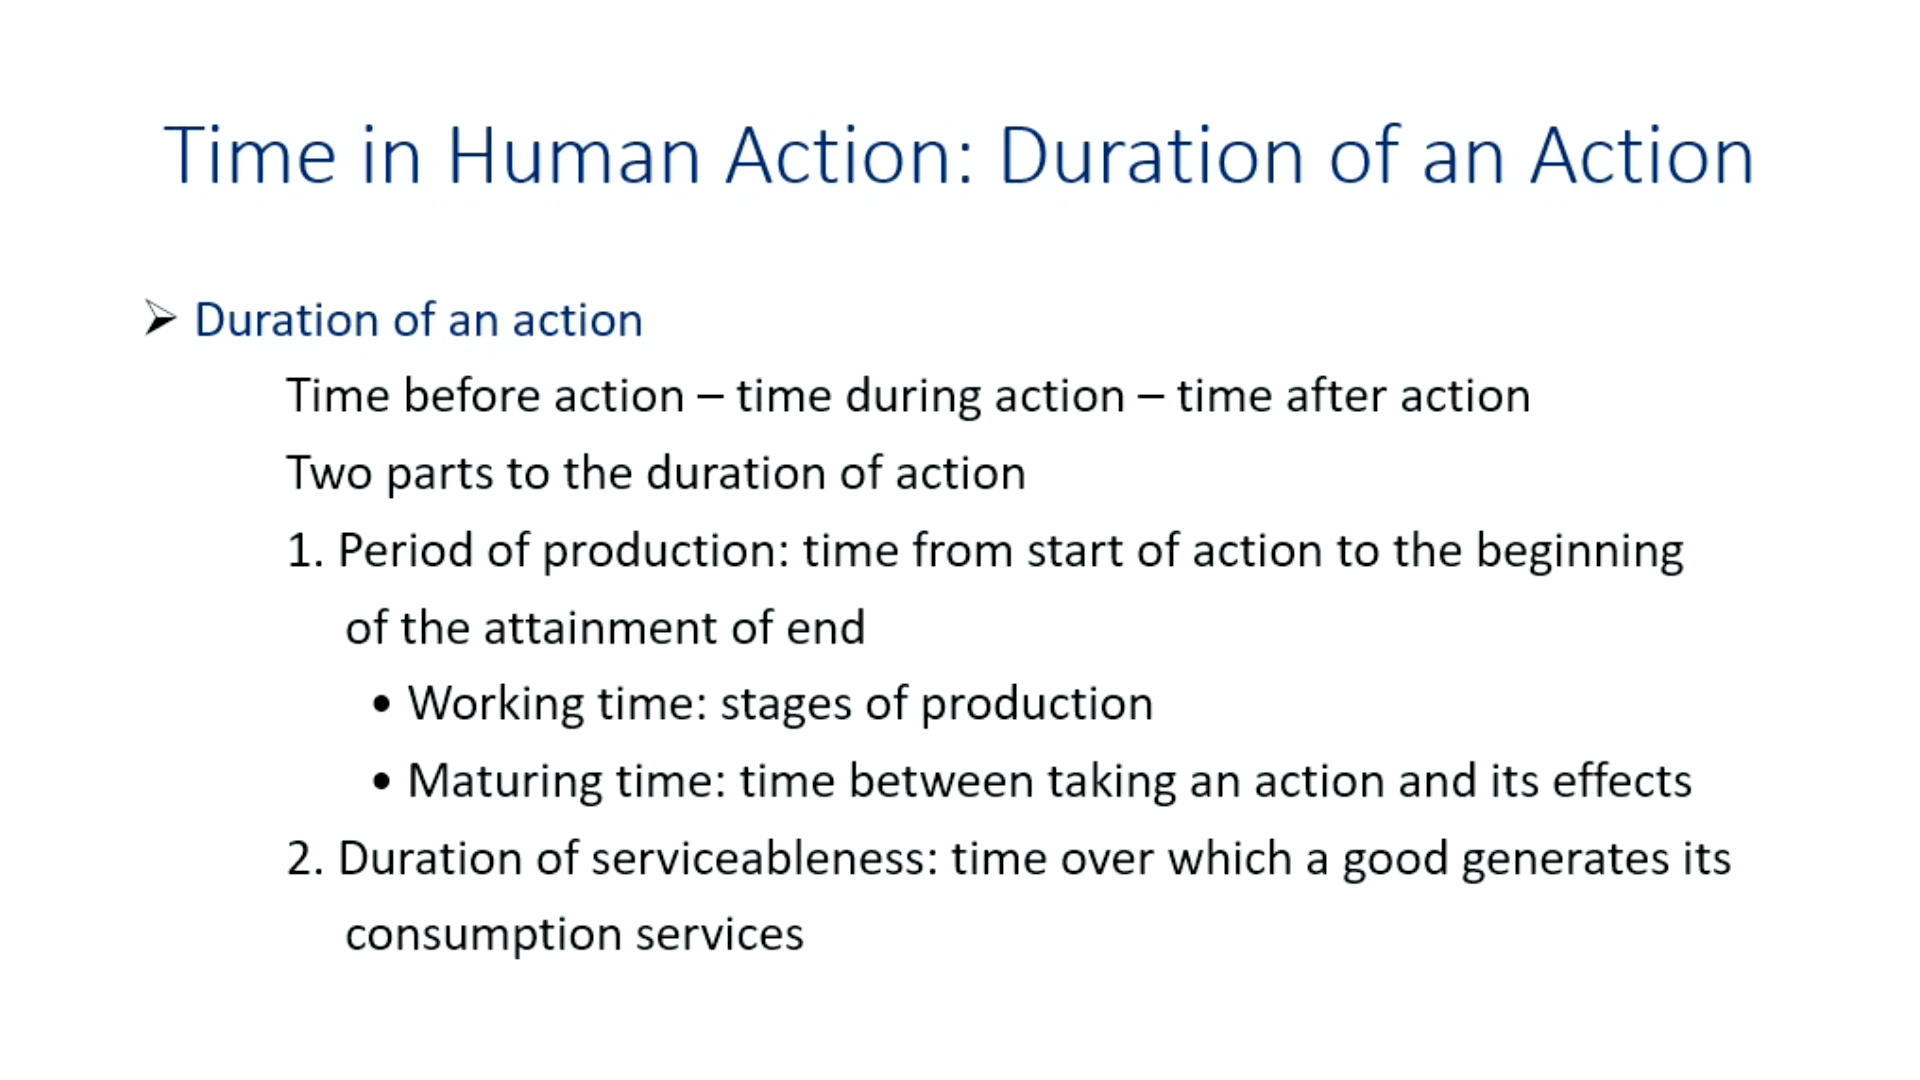 Time in Human Action: Duration of an Action
➢ Duration of an action
Time before action – time during action – time after action
Two parts to the duration of action
1. Period of production: time from start of action to the beginning
of the attainment of end
• Working time: stages of production
• Maturing time: time between taking an action and its effects
2. Duration of serviceableness: time over which a good generates its
consumption services